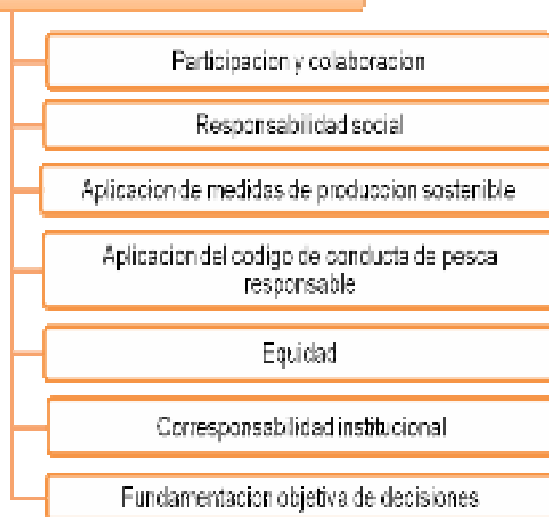 Participacion y colaboracion
Responsabilidad social
Aplicacion de medidas de produccion sostenible
Aplicacion del codigo de conducta de pesca
responsable
Equidad
Corresponsabilidad institucional
Fundamentacion objetiva de decisiones